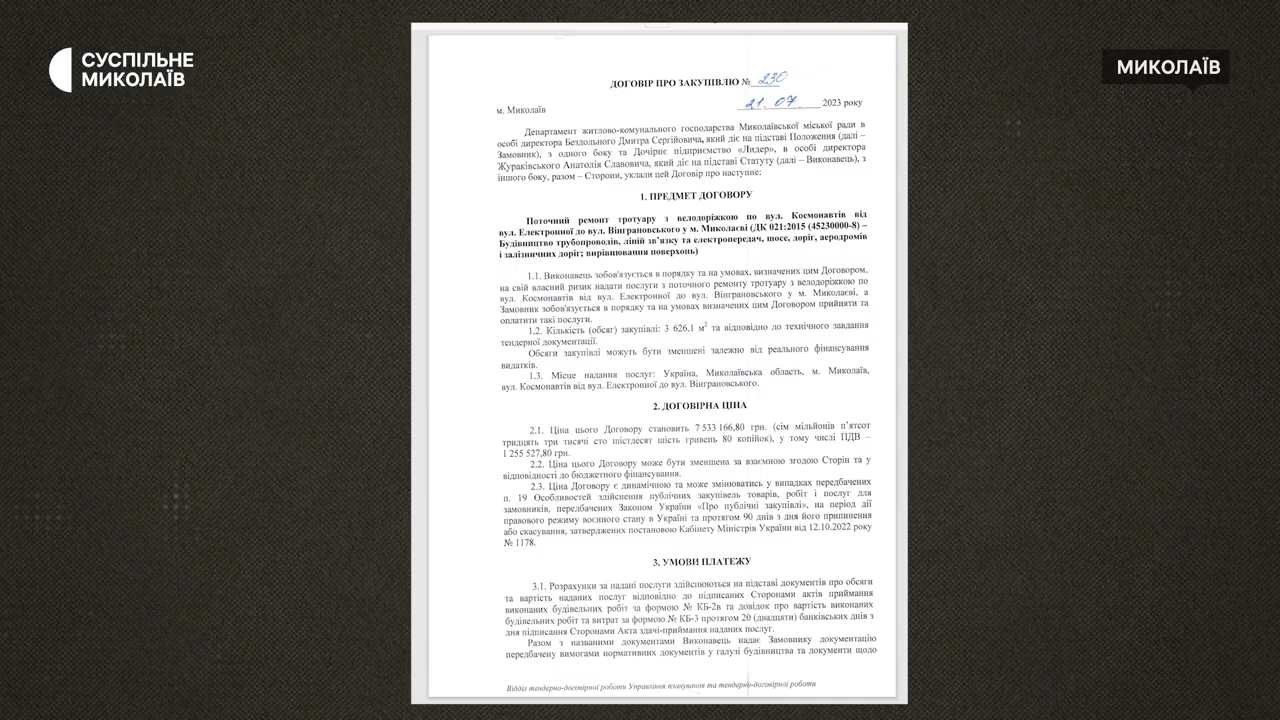 СУСПІЛЬНЕ
МИКОЛАЇВ
МИКОЛАЇВ
ДОГОВІР ПРО ЗАКУПІВЛЮ № 230
м. Миколаїв
21. 07. 2023 року
Департамент житлово-комунального господарства Миколаївської міської ради в
особі директора Бездольного Дмитра Сергійовича, який діє на підставі Положення (далі –
Замовник), з одного боку та Дочірнє підприємство «Лидер», в особі директора
Жураківського Анатолія Славовича, який діє на підставі Статуту (далі – Виконавець), з
іншого боку, разом – Сторони, уклали цей Договір про наступне:
1. ПРЕДМЕТ ДОГОВОРУ
Поточний ремонт тротуару з велодоріжкою по вул. Космонавтів від
вул. Електронної до вул. Вінграновського у м. Миколаєві (ДК 021:2015 (45230000-8) –
Будівництво трубопроводів, ліній зв’язку та електропередач, шосе, доріг, аеродромів
і залізничних доріг; вирівнювання поверхонь)
1.1. Виконавець зобов'язується в порядку та на умовах, визначених цим Договором,
на свій власний ризик надати послуги з поточного ремонту тротуару з велодоріжкою по
вул. Космонавтів від вул. Електронної до вул. Вінграновського у м. Миколаєві, а
Замовник зобов'язується в порядку та на умовах визначених цим Договором прийняти та
оплатити такі послуги.
1.2. Кількість (обсяг) закупівлі: 3 626,1 м² та відповідно до технічного завдання
тендерної документації.
Обсяги закупівлі можуть бути зменшені залежно від реального фінансування
видатків.
1.3. Місце надання послуг: Україна, Миколаївська область, м. Миколаїв,
вул. Космонавтів від вул. Електронної до вул. Вінграновського.
2. ДОГОВІРНА ЦІНА
2.1. Ціна цього Договору становить 7 533 166,80 грн. (сім мільйонів п’ятсот
тридцять три тисячі сто шістдесят шість гривень 80 копійок), у тому числі ПДВ –
1 255 527,80 грн.
2.2. Ціна цього Договору може бути зменшена за взаємною згодою Сторін та у
відповідності до бюджетного фінансування.
2.3. Ціна Договору є динамічною та може змінюватись у випадках передбачених
п. 19 Особливостей здійснення публічних закупівель товарів, робіт і послуг для
замовників, передбачених Законом України «Про публічні закупівлі», на період дії
правового режиму воєнного стану в Україні та протягом 90 днів з дня його припинення
або скасування, затверджених постановою Кабінету Міністрів України від 12.10.2022 року
№ 1178.
3. УМОВИ ПЛАТЕЖУ
3.1. Розрахунки за надані послуги здійснюються на підставі документів про обсяги
та вартість наданих послуг відповідно до підписаних Сторонами актів приймання
виконаних будівельних робіт за формою № КБ-2в та довідок про вартість виконаних
будівельних робіт та витрат за формою № КБ-3 протягом 20 (двадцяти) банківських днів з
дня підписання Сторонами Акта здачі-приймання наданих послуг.
Разом з названими документами Виконавець надає Замовнику документацію
передбачену вимогами нормативних документів у галузі будівництва та документи щодо
Відділ тендерно-договірної роботи Управління планування та тендерно-договірної роботи